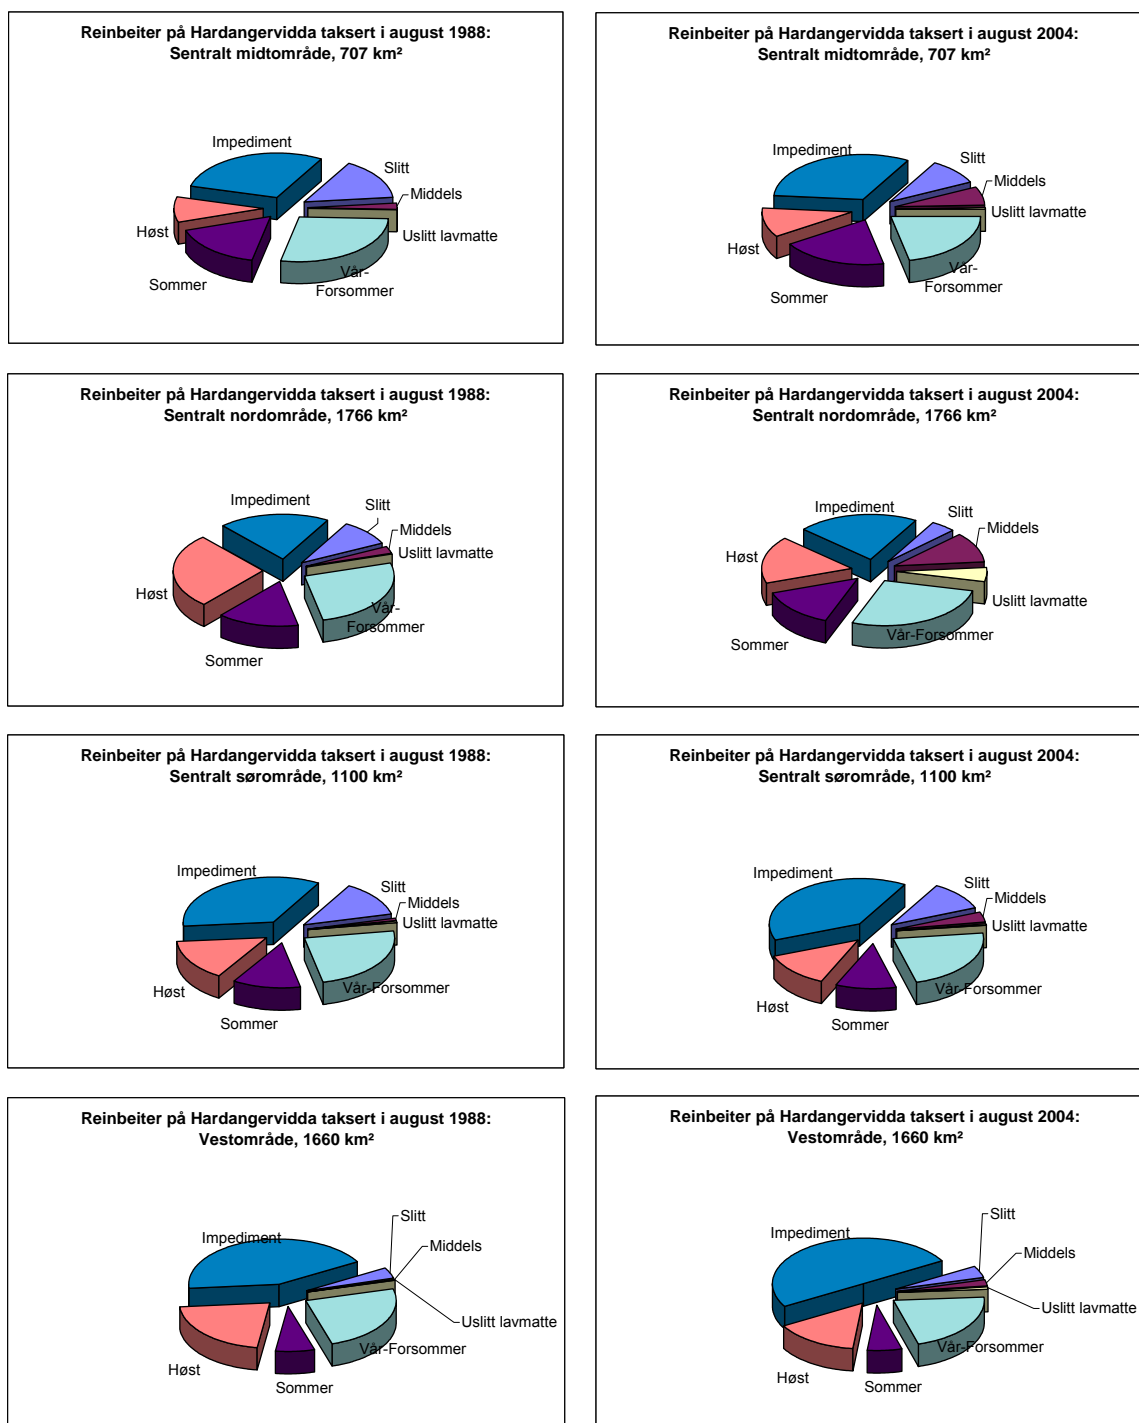 Reinbeiter på Hardangervidda taksert i august 1988:
Sentralt midtområde, 707 km²
Impediment
Slitt
Middels
Uslitt lavmatte
Høst
Sommer
Vår-
Forsommer
Reinbeiter på Hardangervidda taksert i august 2004:
Sentralt midtområde, 707 km²
Impediment
Slitt
Middels
Uslitt lavmatte
Høst
Sommer
Vår-
Forsommer
Reinbeiter på Hardangervidda taksert i august 1988:
Sentralt nordområde, 1766 km²
Impediment
Slitt
Middels
Uslitt lavmatte
Høst
Vår-
Forsommer
Sommer
Reinbeiter på Hardangervidda taksert i august 2004:
Sentralt nordområde, 1766 km²
Impediment
Slitt
Middels
Høst
Uslitt lavmatte
Sommer
Vår-Forsommer
Reinbeiter på Hardangervidda taksert i august 1988:
Sentralt sørområde, 1100 km²
Impediment
Slitt
Middels
Uslitt lavmatte
Høst
Vår-Forsommer
Sommer
Reinbeiter på Hardangervidda taksert i august 2004:
Sentralt sørområde, 1100 km²
Impediment
Slitt
Middels
Uslitt lavmatte
Høst
Vår-Forsommer
Sommer
Reinbeiter på Hardangervidda taksert i august 1988:
Vestområde, 1660 km²
Impediment
Slitt
Middels
Uslitt lavmatte
Vår-Forsommer
Høst
Sommer
Reinbeiter på Hardangervidda taksert i august 2004:
Vestområde, 1660 km²
Impediment
Slitt
Middels
Uslitt lavmatte
Vår-Forsommer
Høst
Sommer